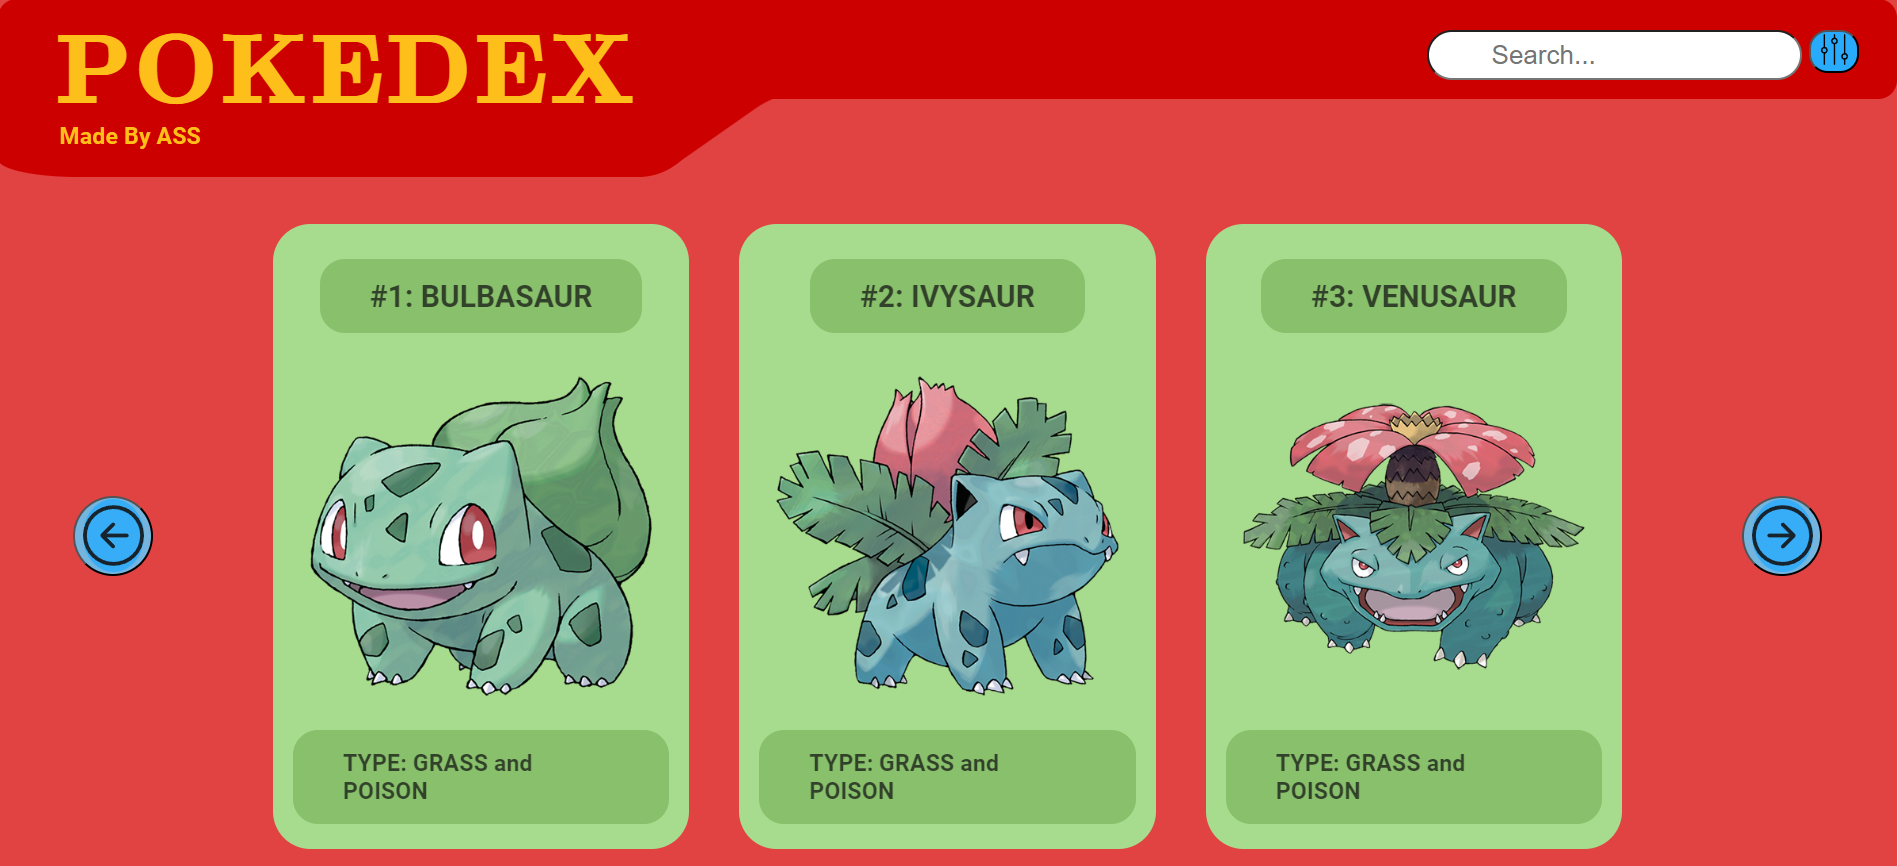 POKEDEX
Search...
Made By ASS
#1: BULBASAUR
#2: IVYSAUR
#3: VENUSAUR
TYPE: GRASS and
POISON
TYPE: GRASS and
POISON
TYPE: GRASS and
POISON